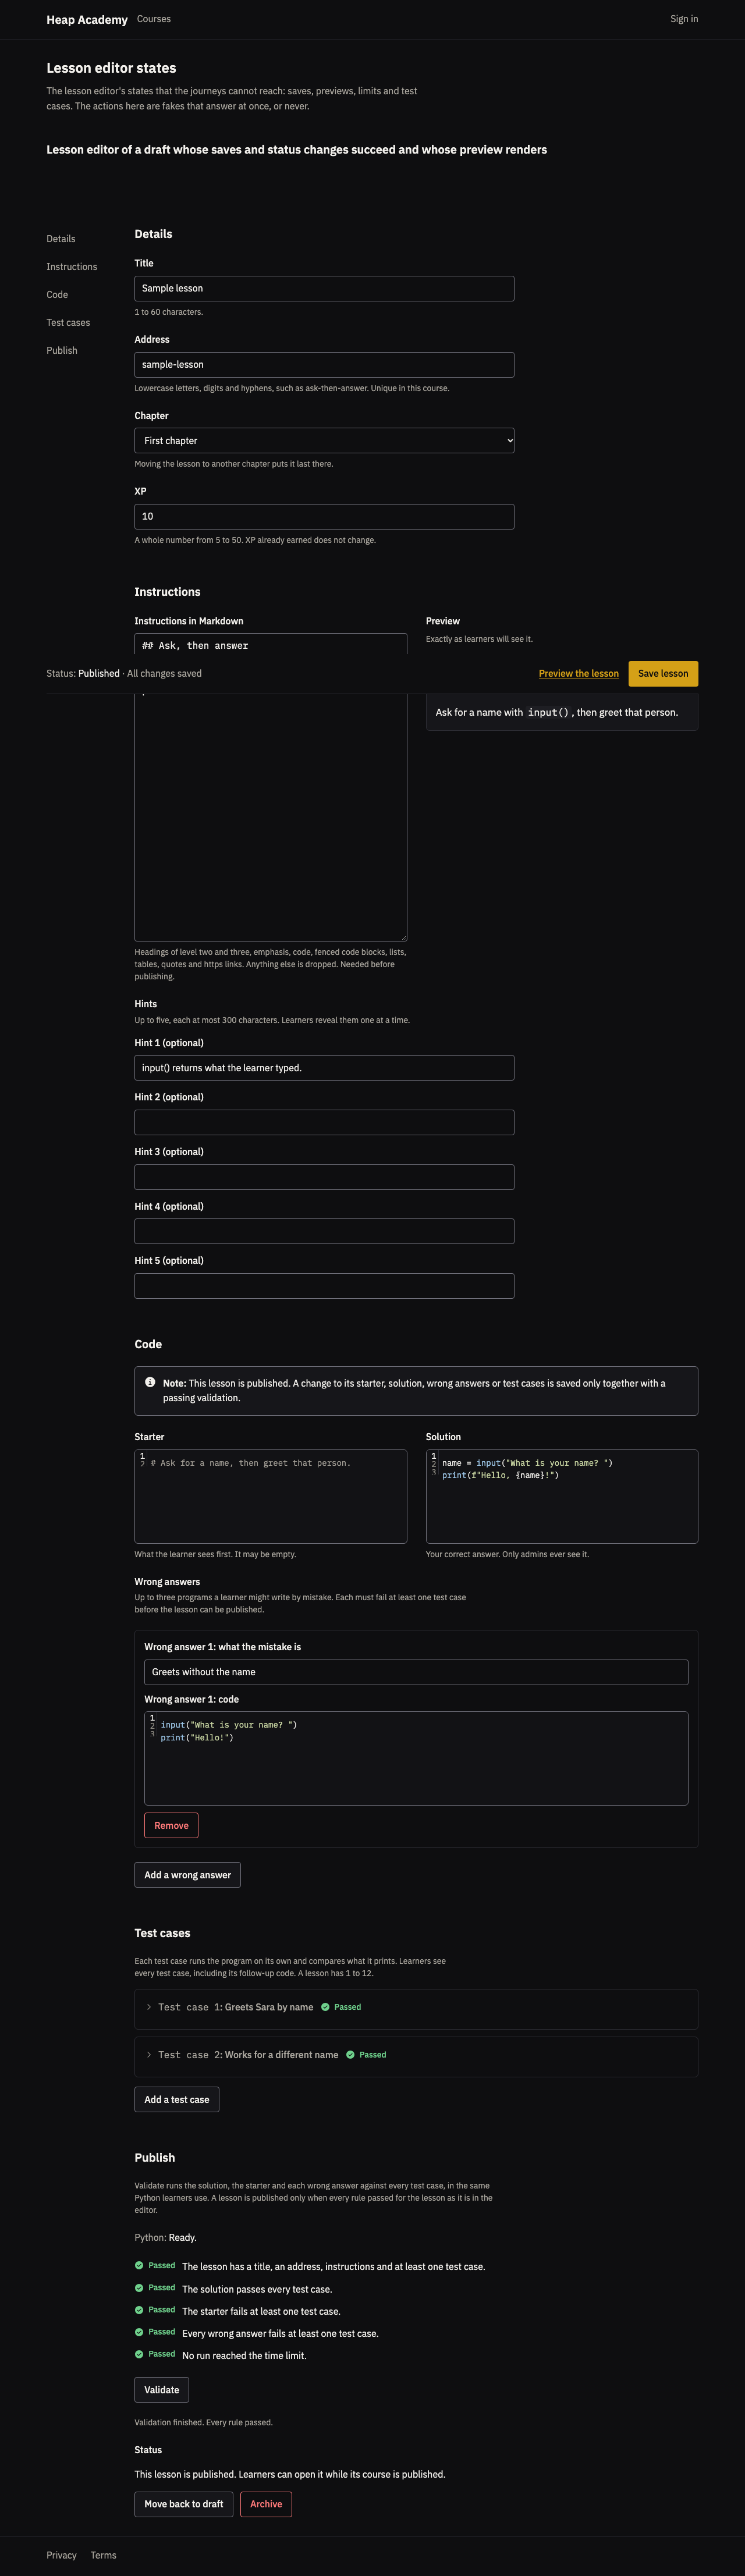 Heap Academy
Courses
Sign in
Lesson editor states
The lesson editor's states that the journeys cannot reach: saves, previews, limits and test
cases. The actions here are fakes that answer at once, or never.
Lesson editor of a draft whose saves and status changes succeed and whose preview renders
Details
Instructions
Code
Test cases
Publish
Details
Title
Sample lesson
1 to 60 characters.
Address
sample-lesson
Lowercase letters, digits and hyphens, such as ask-then-answer. Unique in this course.
Chapter
First chapter
Moving the lesson to another chapter puts it last there.
XP
10
A whole number from 5 to 50. XP already earned does not change.
Instructions
Instructions in Markdown
## Ask, then answer
Preview
Exactly as learners will see it.
Status: Published · All changes saved
Preview the lesson
Save lesson
Ask for a name with input(), then greet that person.
Headings of level two and three, emphasis, code, fenced code blocks, lists,
tables, quotes and https links. Anything else is dropped. Needed before
publishing.
Hints
Up to five, each at most 300 characters. Learners reveal them one at a time.
Hint 1 (optional)
input() returns what the learner typed.
Hint 2 (optional)
Hint 3 (optional)
Hint 4 (optional)
Hint 5 (optional)
Code
Note: This lesson is published. A change to its starter, solution, wrong answers or test cases is saved only together with a
passing validation.
Starter
1
2
# Ask for a name, then greet that person.
What the learner sees first. It may be empty.
Solution
1
2
3
name = input("What is your name? ")
print(f"Hello, {name}!")
Your correct answer. Only admins ever see it.
Wrong answers
Up to three programs a learner might write by mistake. Each must fail at least one test case
before the lesson can be published.
Wrong answer 1: what the mistake is
Greets without the name
Wrong answer 1: code
1
2
3
input("What is your name? ")
print("Hello!")
Remove
Add a wrong answer
Test cases
Each test case runs the program on its own and compares what it prints. Learners see
every test case, including its follow-up code. A lesson has 1 to 12.
Test case 1: Greets Sara by name Passed
Test case 2: Works for a different name Passed
Add a test case
Publish
Validate runs the solution, the starter and each wrong answer against every test case, in the same
Python learners use. A lesson is published only when every rule passed for the lesson as it is in the
editor.
Python: Ready.
Passed The lesson has a title, an address, instructions and at least one test case.
Passed The solution passes every test case.
Passed The starter fails at least one test case.
Passed Every wrong answer fails at least one test case.
Passed No run reached the time limit.
Validate
Validation finished. Every rule passed.
Status
This lesson is published. Learners can open it while its course is published.
Move back to draft
Archive
Privacy
Terms